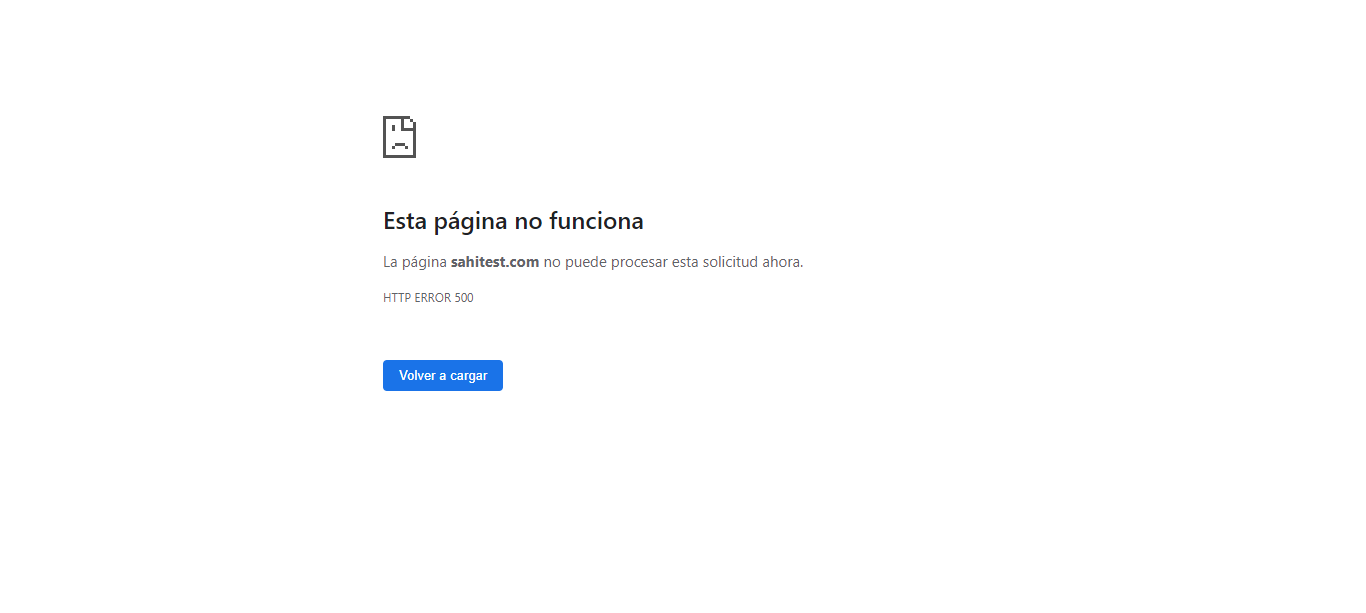 Esta página no funciona
La página sahitest.com no puede procesar esta solicitud ahora.
HTTP ERROR 500
Volver a cargar